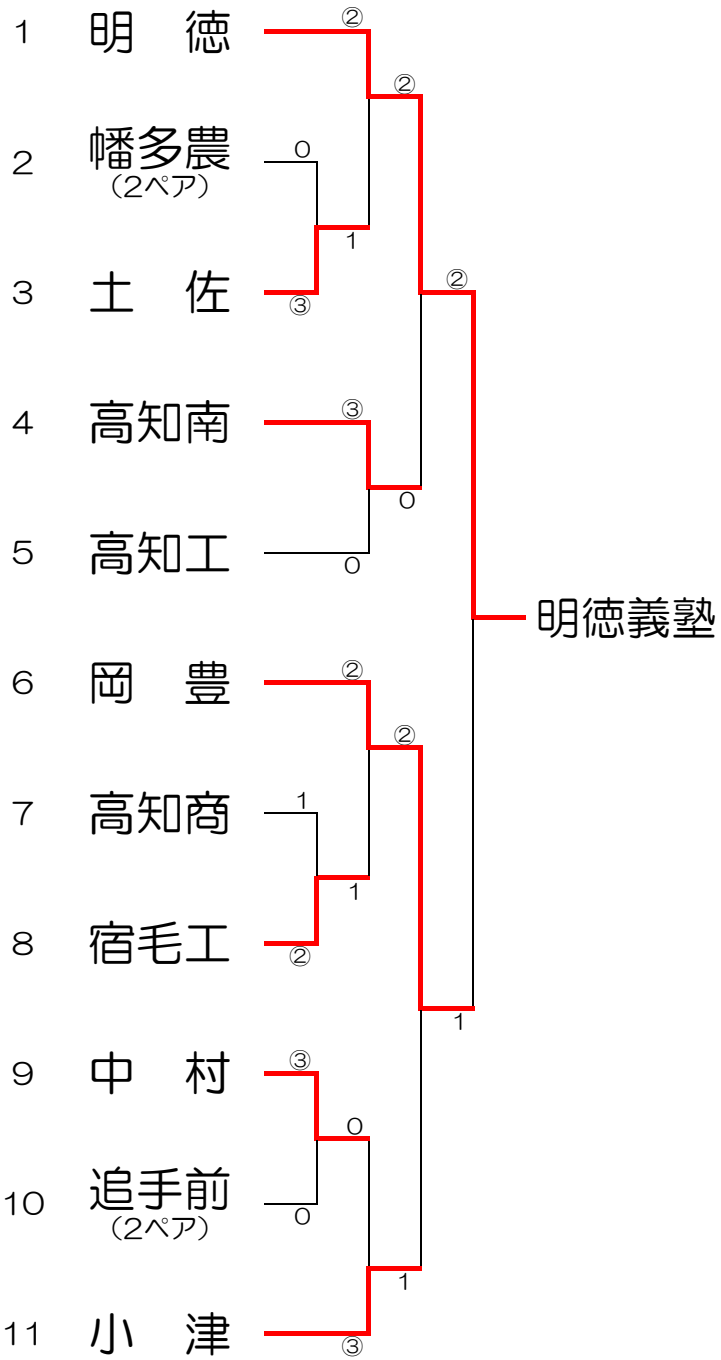 ②
1 明 徳
②
0
2 幡多農
(2ペア)
1
②
3 土 佐
③
③
4 高知南
0
5 高知工
0
明徳義塾
②
6 岡 豊
②
1
7 高知商
1
8 宿毛工
②
1
③
9 中 村
0
10 追手前
0
(2ペア)
1
11 小 津
③